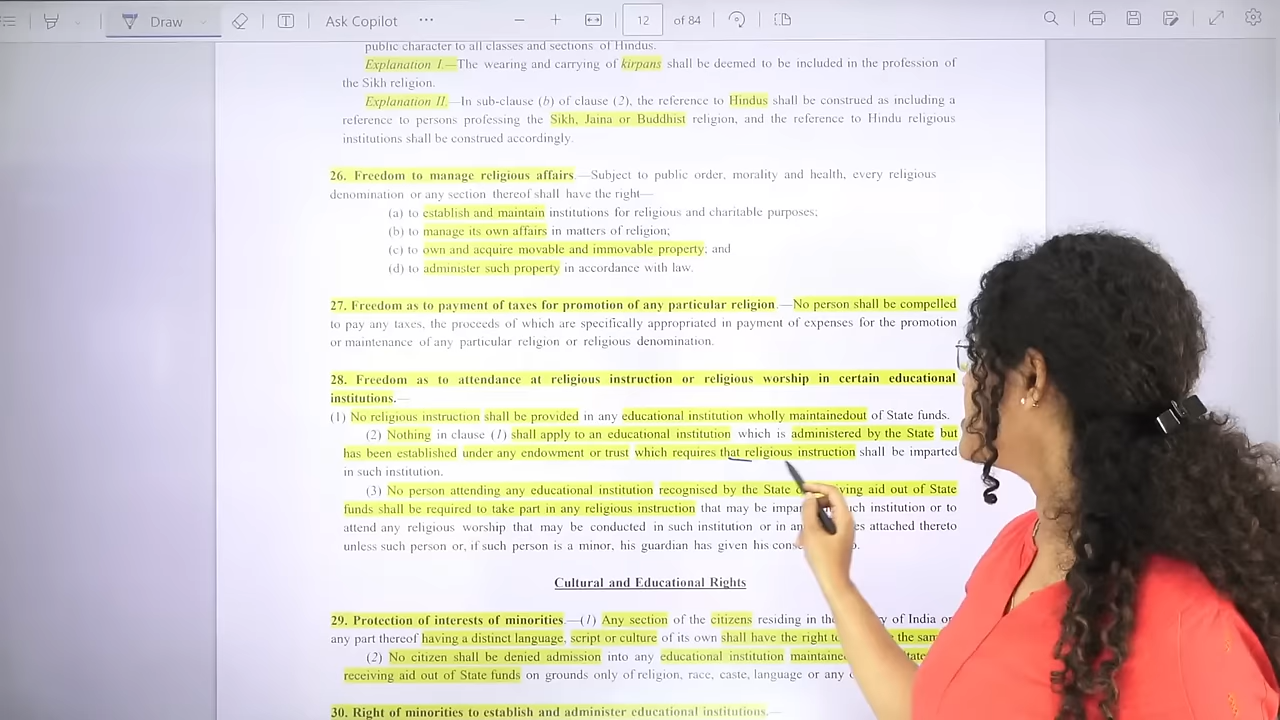 Draw
Ask Copilot
12 of 84
public character to all classes and sections of Hindus.
Explanation I.—The wearing and carrying of kirpans shall be deemed to be included in the profession of
the Sikh religion.
Explanation II.—In sub-clause (b) of clause (2), the reference to Hindus shall be construed as including a
reference to persons professing the Sikh, Jaina or Buddhist religion, and the reference to Hindu religious
institutions shall be construed accordingly.
26. Freedom to manage religious affairs.—Subject to public order, morality and health, every religious
denomination or any section thereof shall have the right—
(a) to establish and maintain institutions for religious and charitable purposes;
(b) to manage its own affairs in matters of religion;
(c) to own and acquire movable and immovable property; and
(d) to administer such property in accordance with law.
27. Freedom as to payment of taxes for promotion of any particular religion.—No person shall be compelled
to pay any taxes, the proceeds of which are specifically appropriated in payment of expenses for the promotion
or maintenance of any particular religion or religious denomination.
28. Freedom as to attendance at religious instruction or religious worship in certain educational
institutions.—
(1) No religious instruction shall be provided in any educational institution wholly maintainedout of State funds.
(2) Nothing in clause (1) shall apply to an educational institution which is administered by the State but
has been established under any endowment or trust which requires that religious instruction shall be imparted
in such institution.
(3) No person attending any educational institution recognised by the State aid out of State
funds shall be required to take part in any religious instruction that may be institution or to
attend any religious worship that may be conducted in such institution or in attached thereto
unless such person or, if such person is a minor, his guardian has given his
Cultural and Educational Rights
29. Protection of interests of minorities.—(1) Any section of the citizens residing in the of India or
any part thereof having a distinct language, script or culture of its own shall have the right to the
(2) No citizen shall be denied admission into any educational institution
receiving aid out of State funds on grounds only of religion, race, caste, language or any
30. Right of minorities to establish and administer educational institutions.—